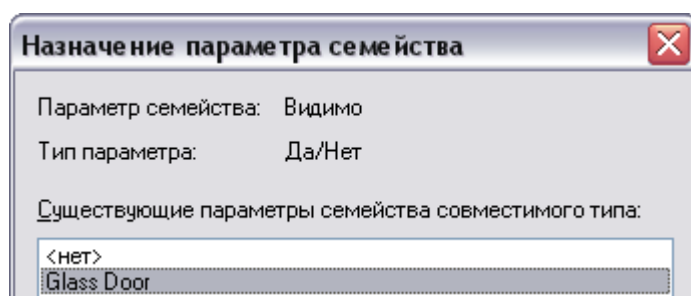 Назначение параметра семейства
Параметр семейства: Видимо
Тип параметра: Да/Нет
Существующие параметры семейства совместимого типа:
<нет>
Glass Door